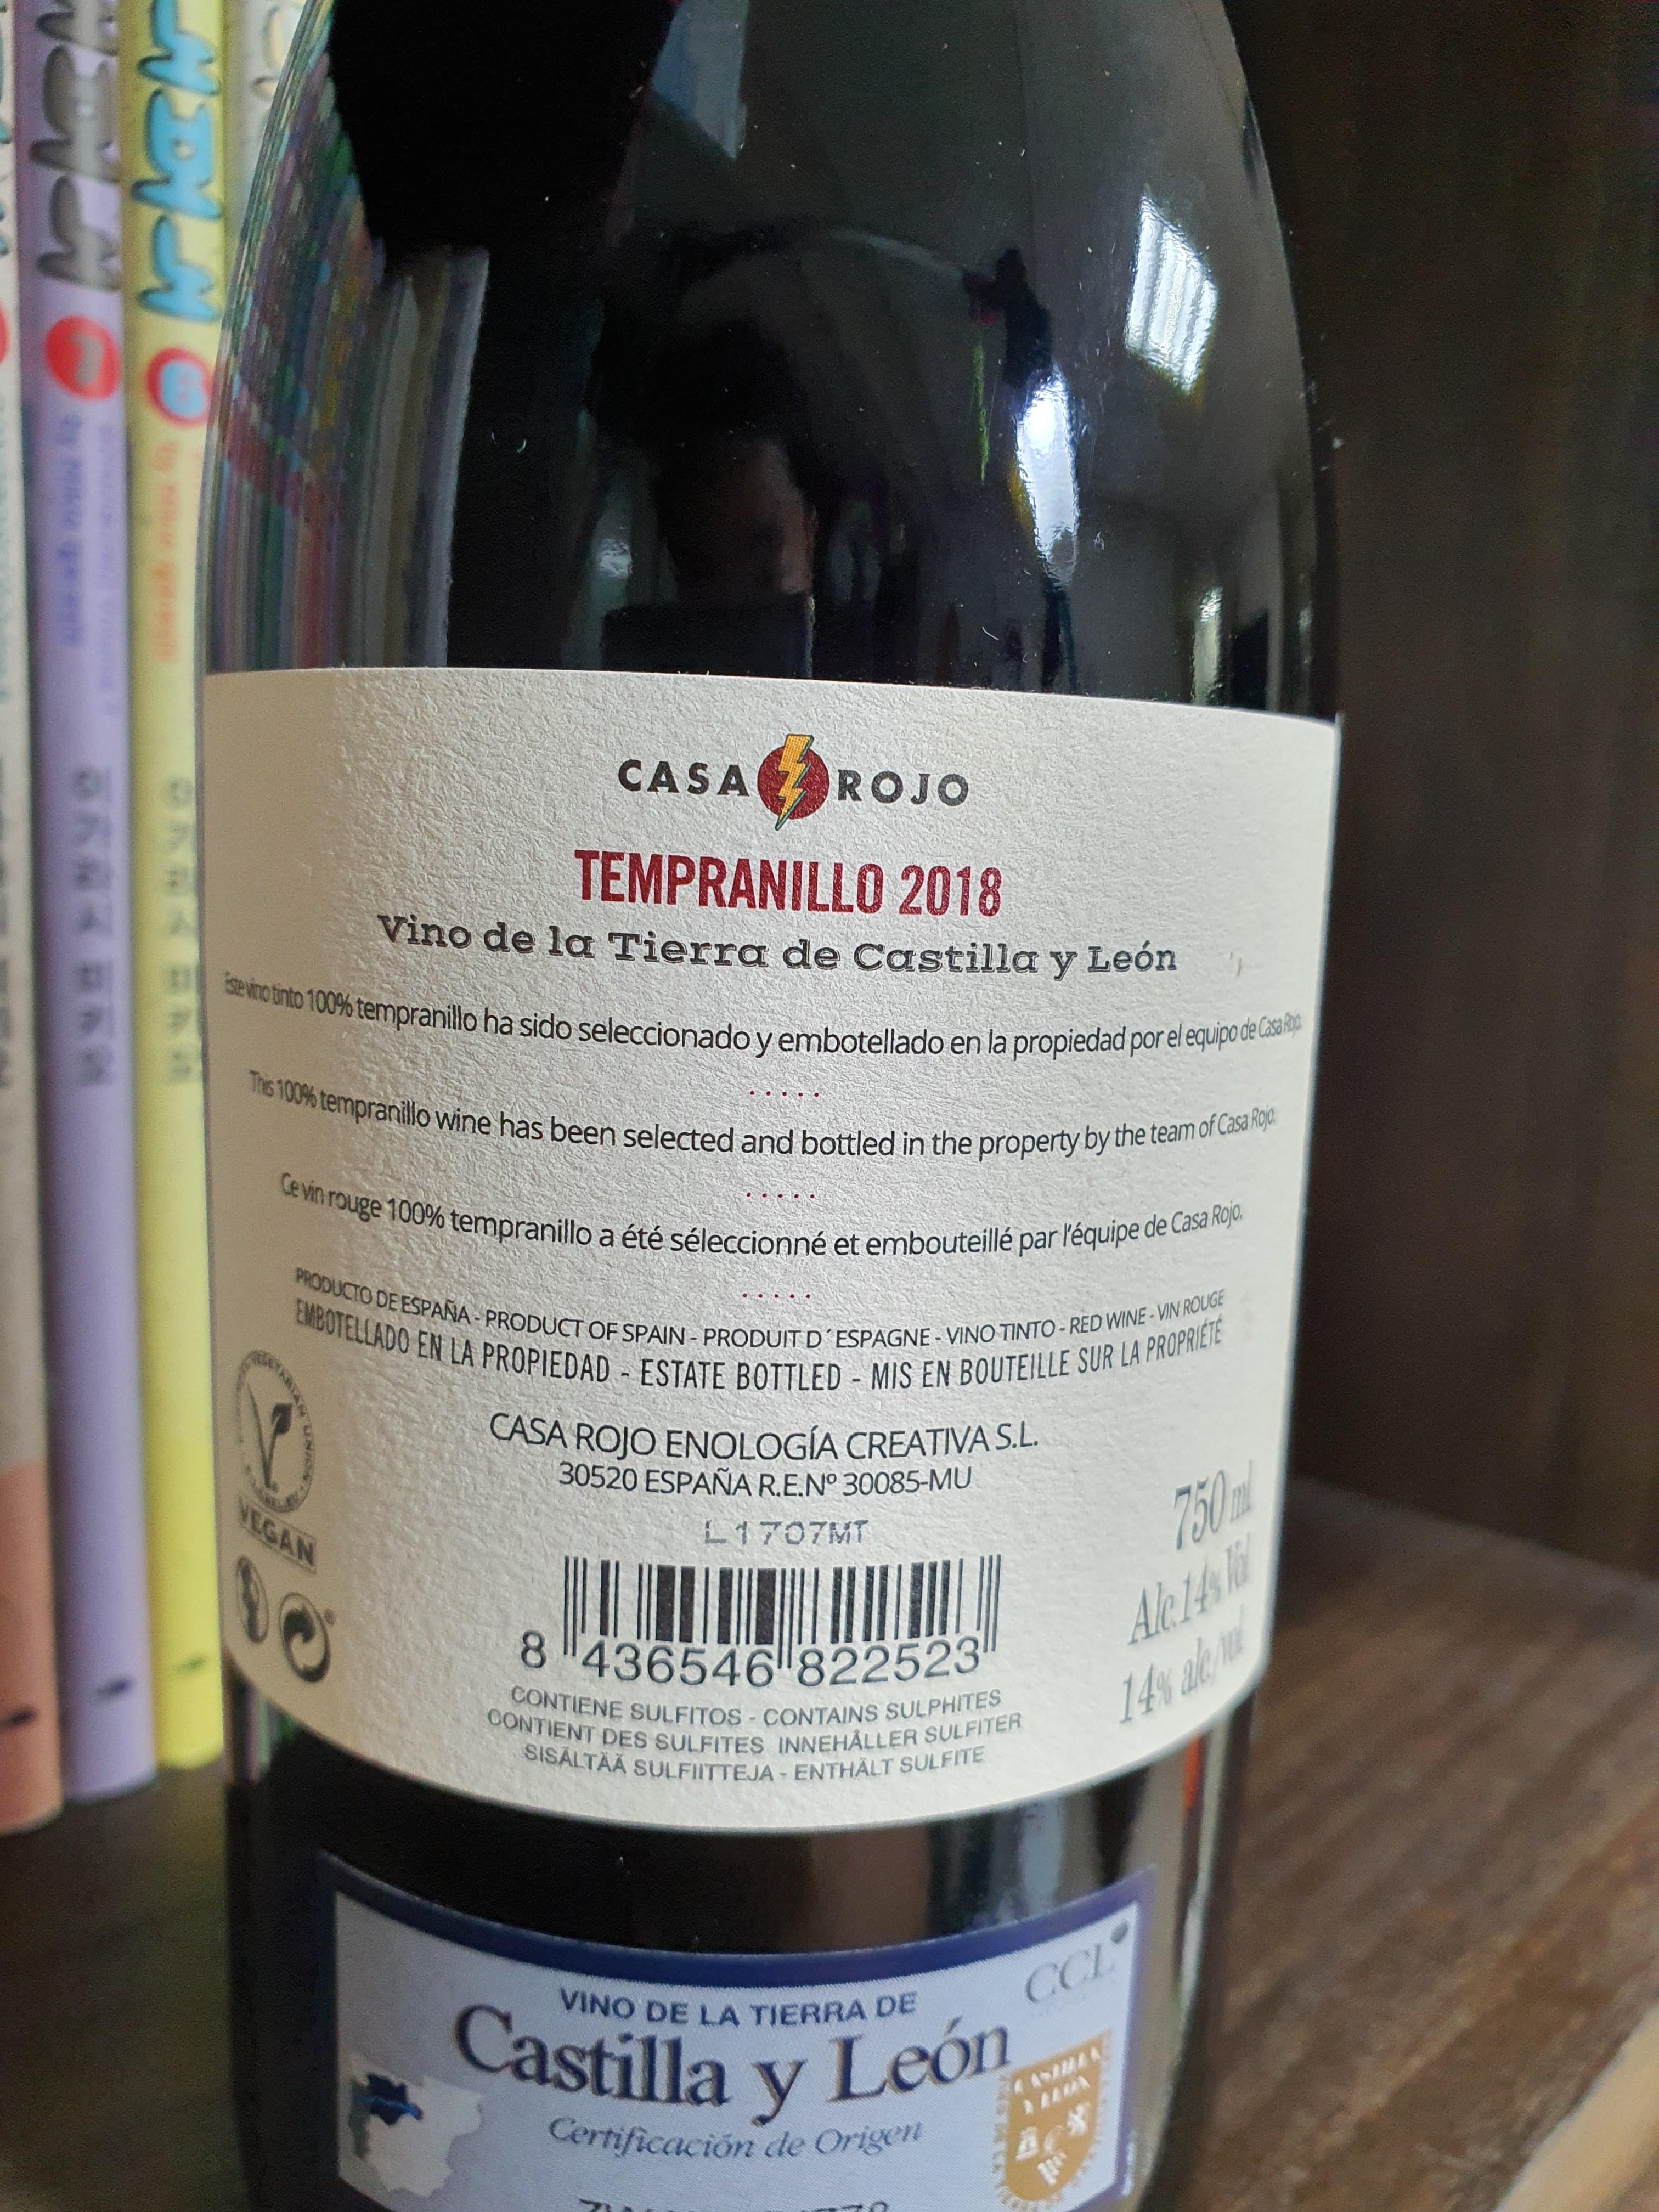 CASA ROJO
TEMPRANILLO 2018
Vino de la Tierra de Castilla y León
Este vino tinto 100% tempranillo ha sido seleccionado y embotellado en la propiedad por el equipo de Casa Rojo.
.....
This 100% tempranillo wine has been selected and bottled in the property by the team of Casa Rojo.
.....
Ce vin rouge 100% tempranillo a été séleccionné et embouteillé par l'équipe de Casa Rojo.
.....
PRODUCTO DE ESPAÑA - PRODUCT OF SPAIN - PRODUIT D´ESPAGNE - VINO TINTO - RED WINE - VIN ROUGE
EMBOTELLADO EN LA PROPIEDAD - ESTATE BOTTLED - MIS EN BOUTEILLE SUR LA PROPRIÉTÉ
VEGETARIAN UNION
VEGAN
CASA ROJO ENOLOGÍA CREATIVA S.L.
30520 ESPAÑA R.E.Nº 30085-MU
L1707MT
8 436546 822523
750 ml
Alc.14% Vol
14% alc./vol.
CONTIENE SULFITOS - CONTAINS SULPHITES
CONTIENT DES SULFITES INNEHÅLLER SULFITER
SISÄLTÄÄ SULFIITTEJA - ENTHÄLT SULFITE
CCL
VINO DE LA TIERRA DE
Castilla y León
Certificación de Origen
CASTILLA
Y LEÓN